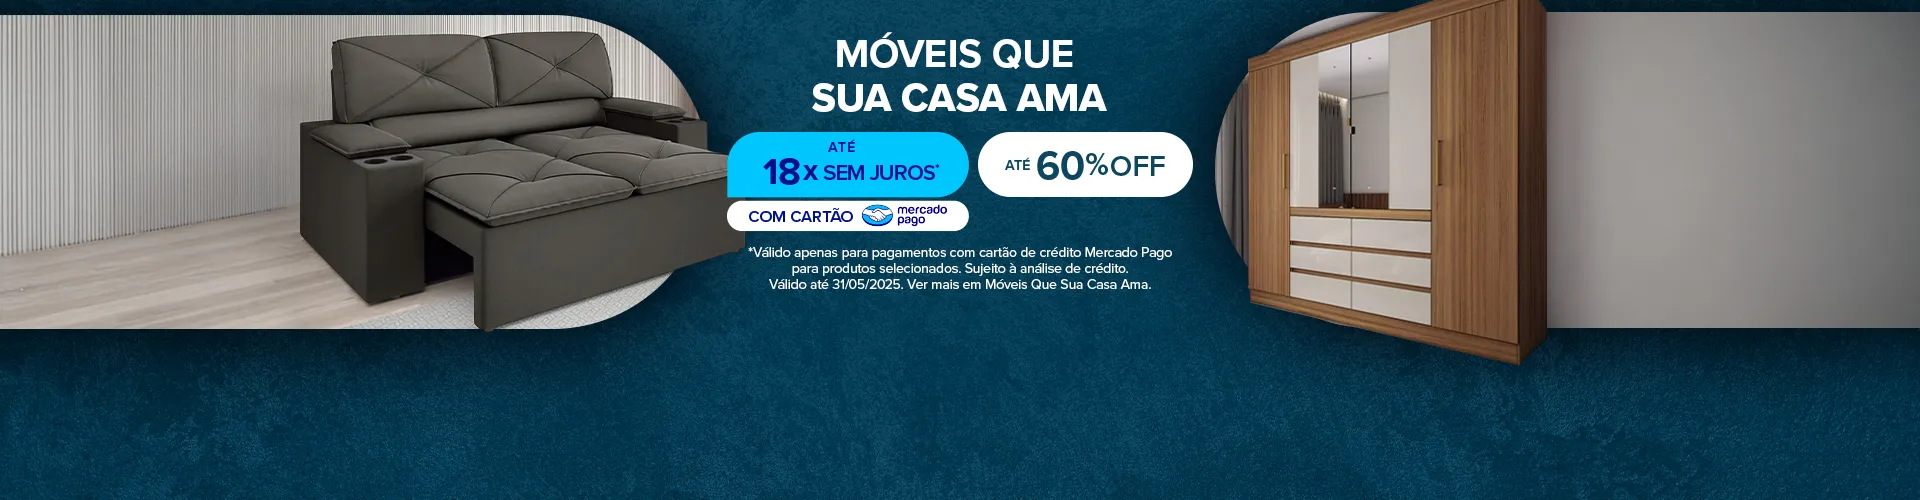 MÓVEIS QUE
SUA CASA AMA
ATÉ
18X SEM JUROS*
ATÉ 60%OFF
COM CARTÃO mercado pago
*Válido apenas para pagamentos com cartão de crédito Mercado Pago
para produtos selecionados. Sujeito à análise de crédito.
Válido até 31/05/2025. Ver mais em Móveis Que Sua Casa Ama.